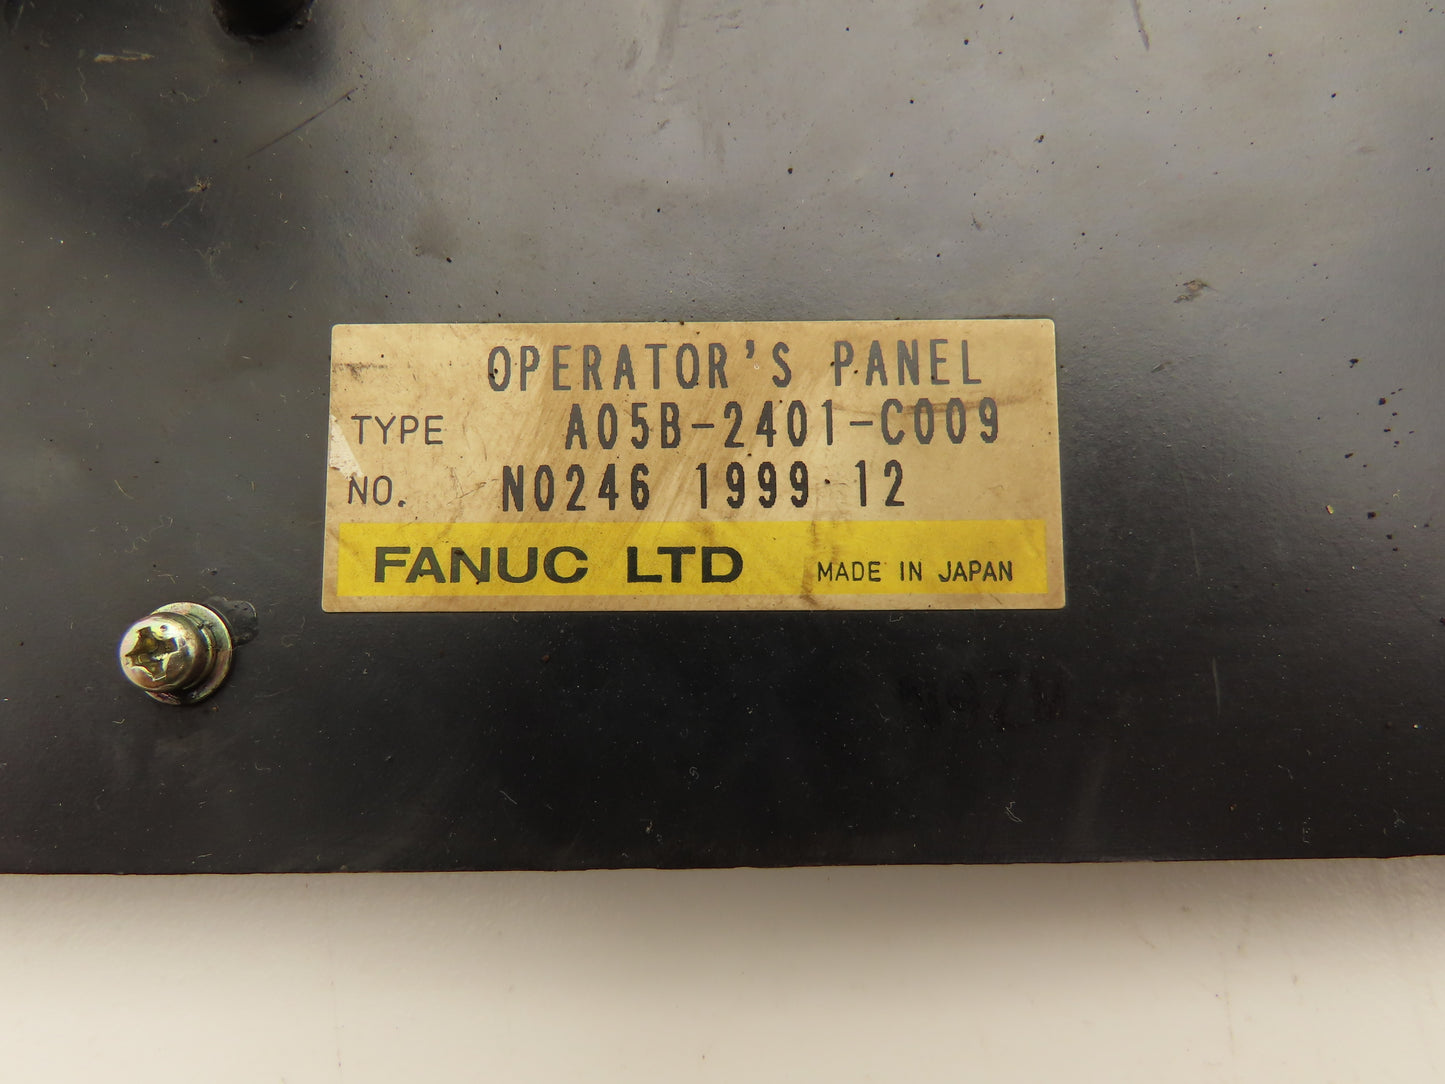 OPERATOR'S PANEL
TYPE A05B-2401-C009
NO. N0246 1999 12
FANUC LTD MADE IN JAPAN